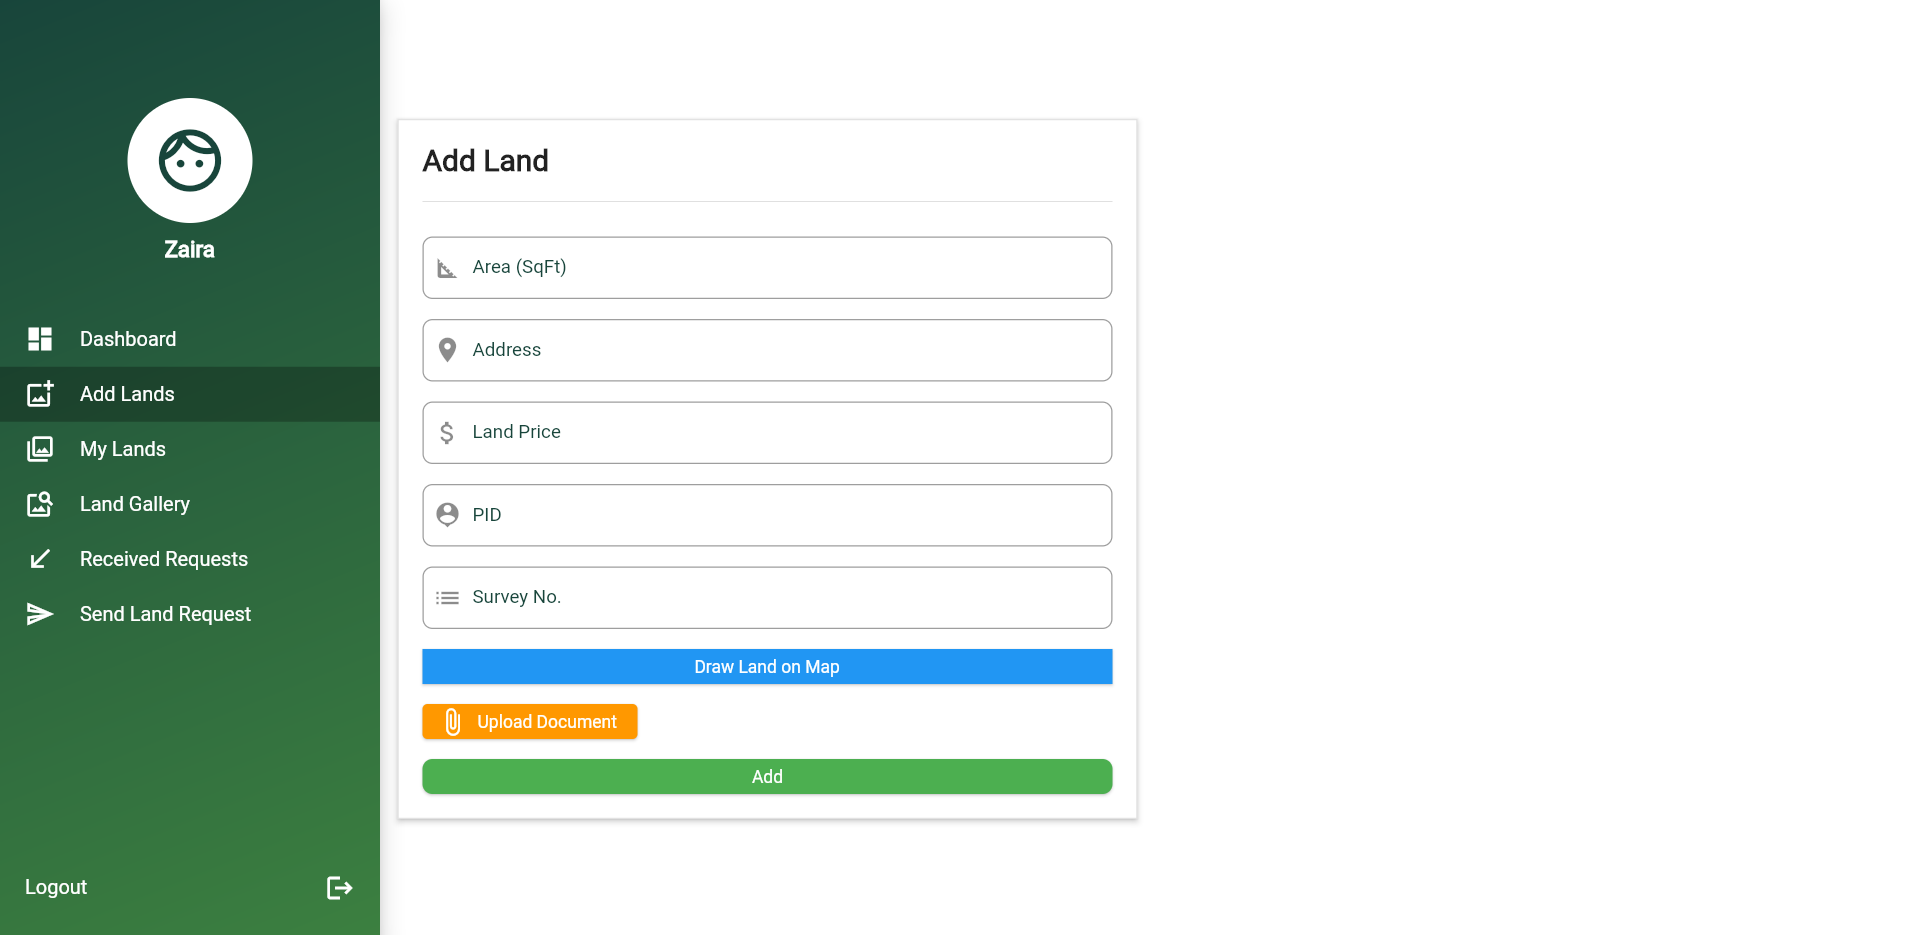 Zaira
Dashboard
Add Lands
My Lands
Land Gallery
Received Requests
Send Land Request
Logout
Add Land
Area (SqFt)
Address
Land Price
PID
Survey No.
Draw Land on Map
Upload Document
Add